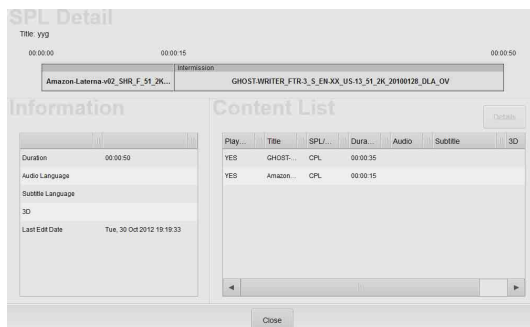 SPL Detail
Title: yyg
00:00:00 00:00:15 00:00:50
Intermission
Amazon-Laterna-v02_SHR_F_51_2K... GHOST-WRITER_FTR-3_S_EN-XX_US-13_51_2K_20100128_DLA_OV
Information
Content List
Details
Play... Title SPL/... Dura... Audio Subtitle 3D
Duration 00:00:50
YES GHOST-... CPL 00:00:35
Audio Language
YES Amazon... CPL 00:00:15
Subtitle Language
3D
Last Edit Date Tue, 30 Oct 2012 19:19:33
Close